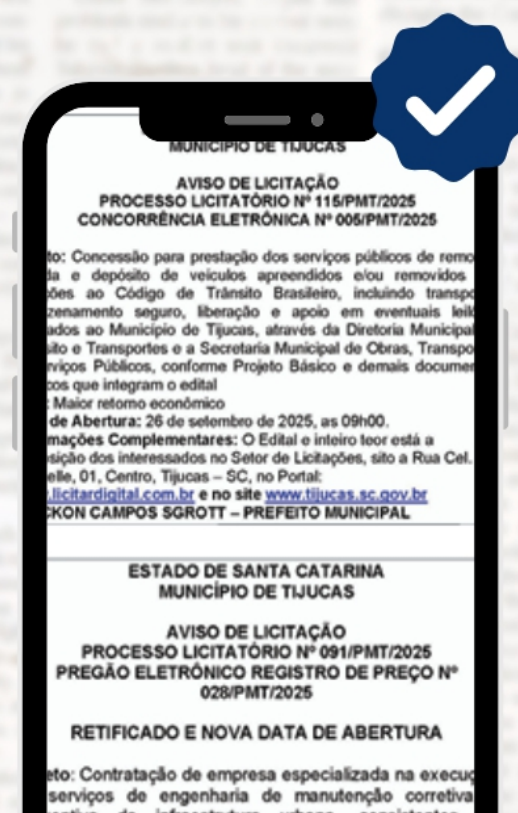 MUNICÍPIO DE TIJUCAS
AVISO DE LICITAÇÃO
PROCESSO LICITATÓRIO Nº 115/PMT/2025
CONCORRÊNCIA ELETRÔNICA Nº 005/PMT/2025
to: Concessão para prestação dos serviços públicos de remo
da e depósito de veículos apreendidos e/ou removidos
ções ao Código de Trânsito Brasileiro, incluindo transpo
zenamento seguro, liberação e apoio em eventuais leilõ
ados ao Município de Tijucas, através da Diretoria Municipal
sito e Transportes e a Secretaria Municipal de Obras, Transpo
rviços Públicos, conforme Projeto Básico e demais documen
cos que integram o edital
: Maior retorno econômico
de Abertura: 26 de setembro de 2025, as 09h00.
rmações Complementares: O Edital e inteiro teor está a
sição dos interessados no Setor de Licitações, sito a Rua Cel.
elle, 01, Centro, Tijucas – SC, no Portal:
.licitardigital.com.br e no site www.tijucas.sc.gov.br
CKON CAMPOS SGROTT – PREFEITO MUNICIPAL
ESTADO DE SANTA CATARINA
MUNICÍPIO DE TIJUCAS
AVISO DE LICITAÇÃO
PROCESSO LICITATÓRIO Nº 091/PMT/2025
PREGÃO ELETRÔNICO REGISTRO DE PREÇO Nº
028/PMT/2025
RETIFICADO E NOVA DATA DE ABERTURA
eto: Contratação de empresa especializada na execuç
serviços de engenharia de manutenção corretiva
de infraestrutura urbana